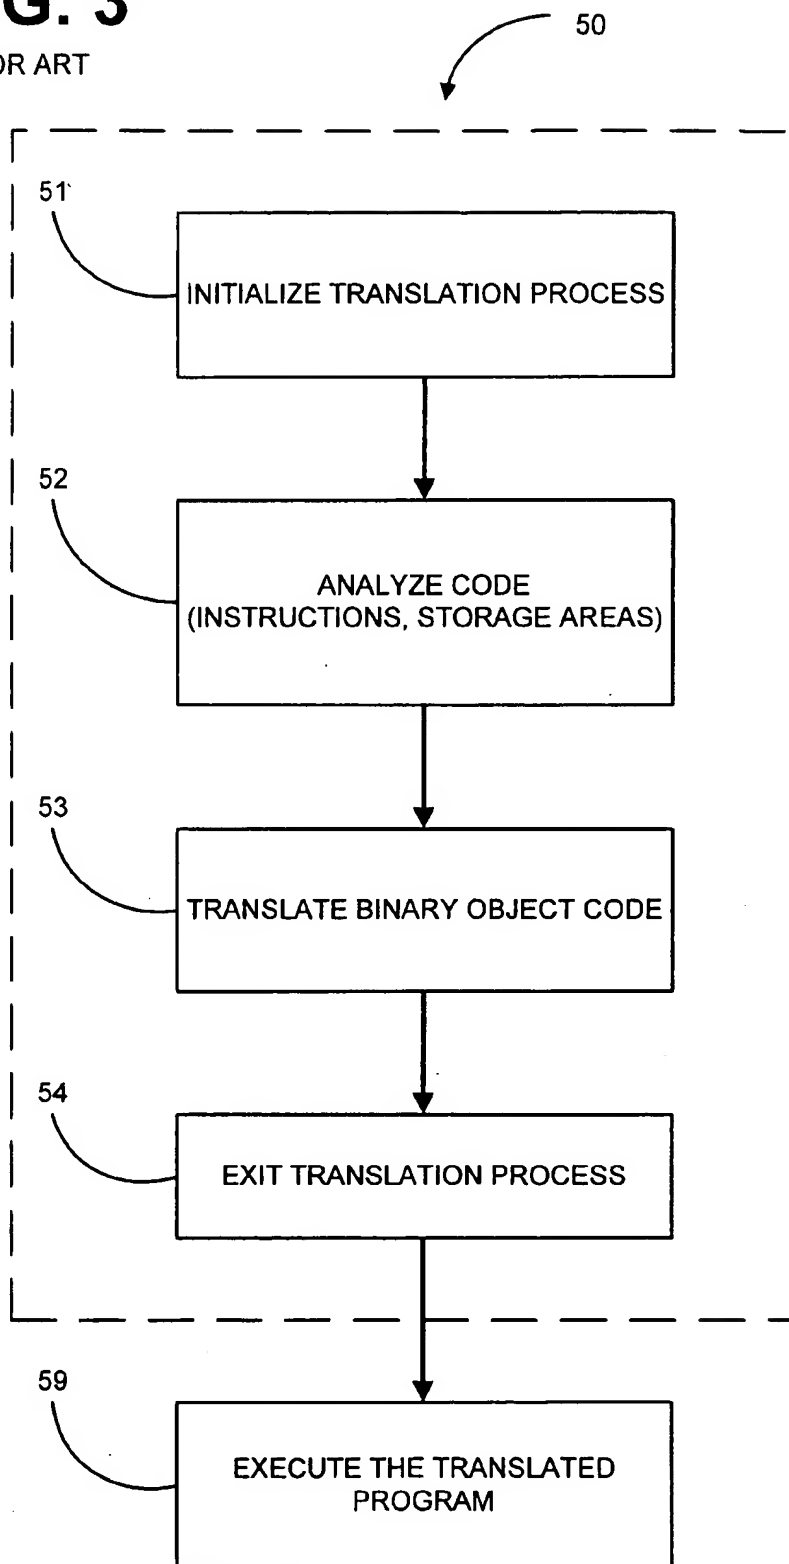 G. 3
OR ART
50
51
INITIALIZE TRANSLATION PROCESS
52
ANALYZE CODE
(INSTRUCTIONS, STORAGE AREAS)
53
TRANSLATE BINARY OBJECT CODE
54
EXIT TRANSLATION PROCESS
59
EXECUTE THE TRANSLATED
PROGRAM